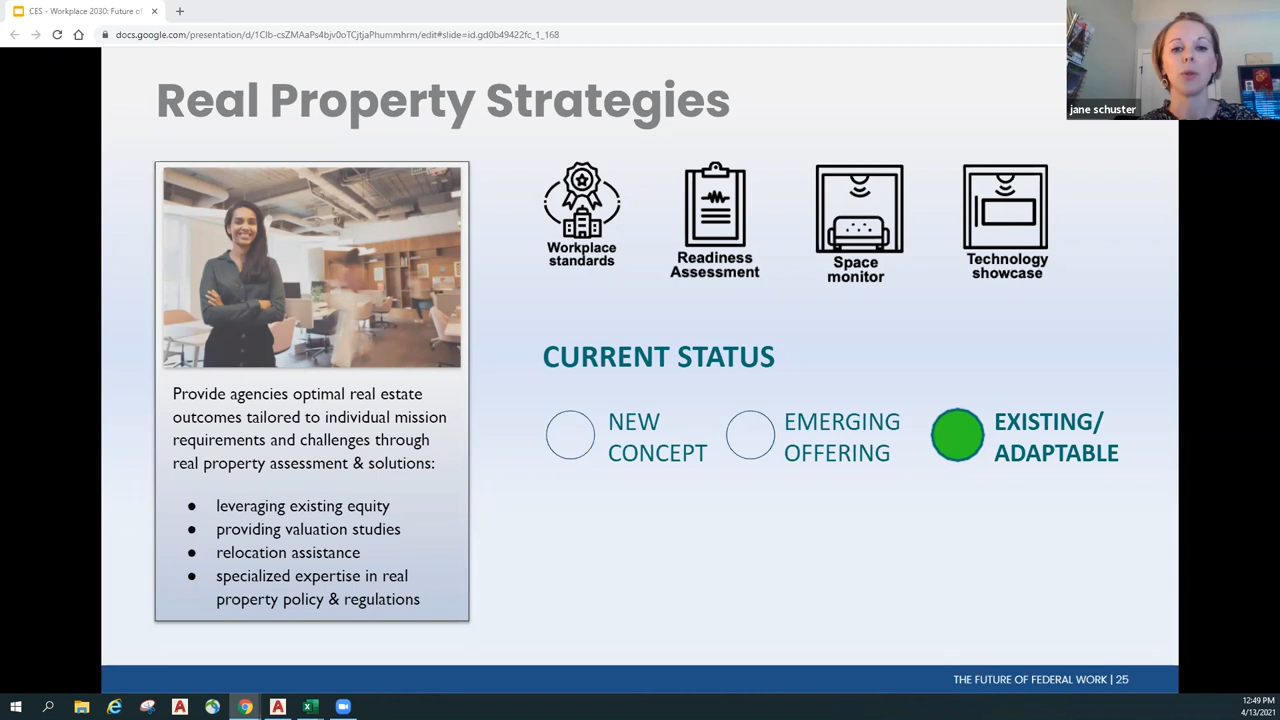 CES - Workplace 2030: Future of
docs.google.com/presentation/d/1CIb-csZMAaPs4bjv0oTCjtjaPhummhrm/edit#slide=id.gd0b49422fc_1_168
jane schuster
Real Property Strategies
Workplace
standards
Readiness
Assessment
Space
monitor
Technology
showcase
Provide agencies optimal real estate
outcomes tailored to individual mission
requirements and challenges through
real property assessment & solutions:
● leveraging existing equity
● providing valuation studies
● relocation assistance
● specialized expertise in real
property policy & regulations
CURRENT STATUS
NEW
CONCEPT
EMERGING
OFFERING
EXISTING/
ADAPTABLE
THE FUTURE OF FEDERAL WORK | 25
12:49 PM
4/13/2021